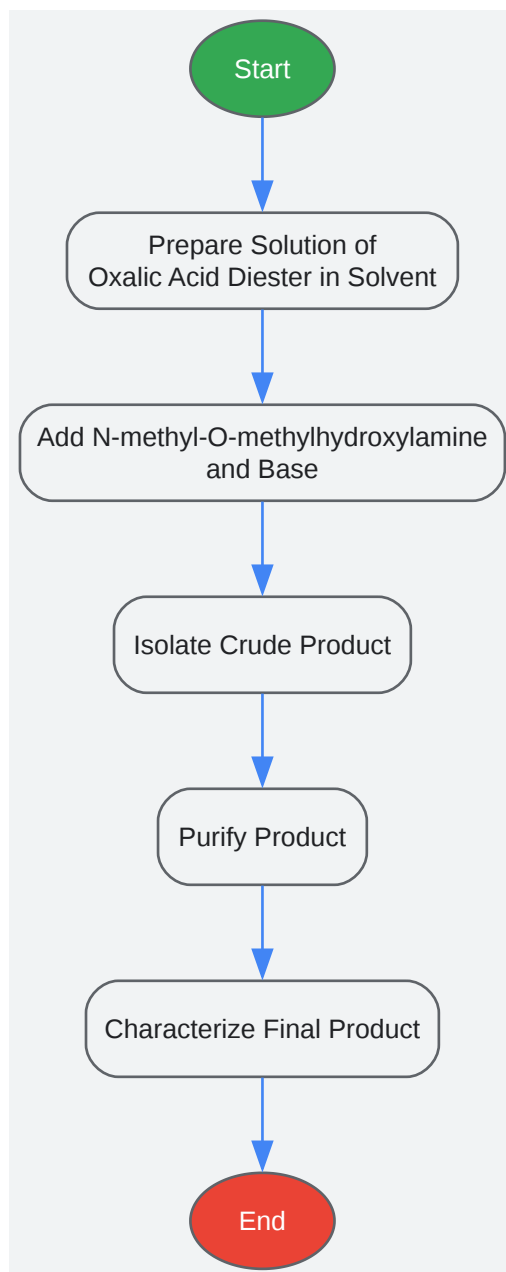 Start
Prepare Solution of
Oxalic Acid Diester in Solvent
Add N-methyl-O-methylhydroxylamine
and Base
Isolate Crude Product
Purify Product
Characterize Final Product
End